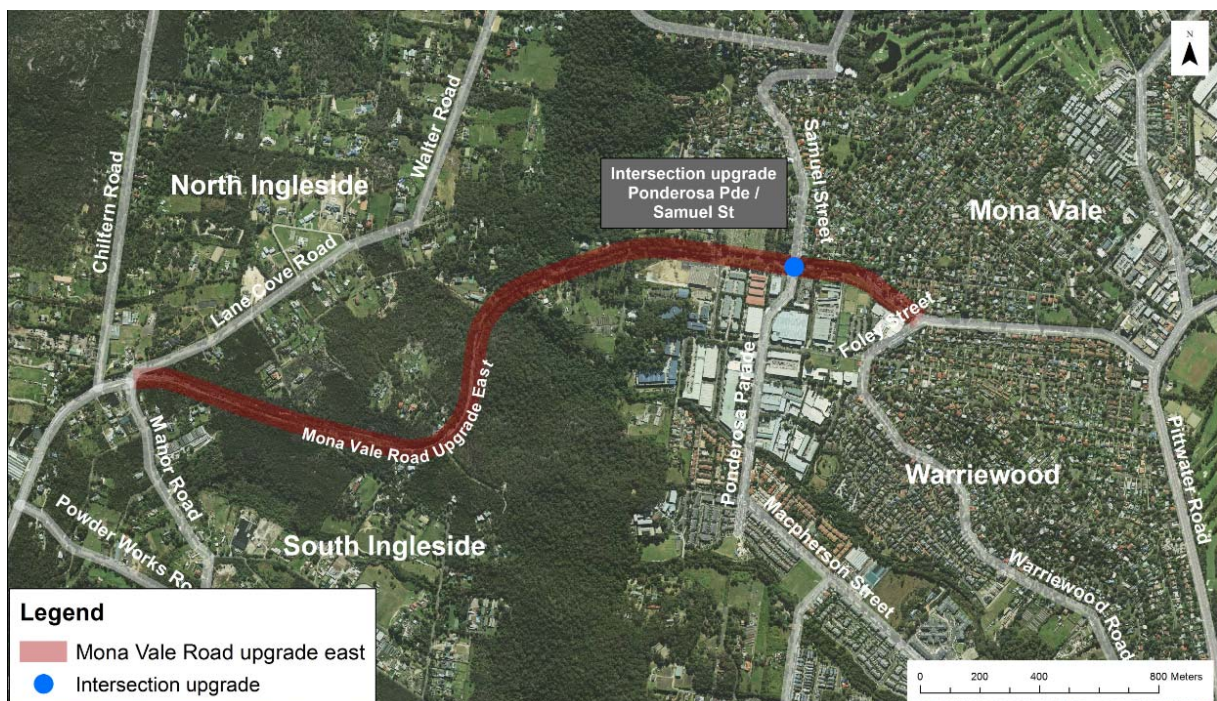 N
Chiltern Road
Walter Road
North Ingleside
Lane Cove Road
Samuel Street
Intersection upgrade
Ponderosa Pde /
Samuel St
Mona Vale
Foley Street
Mona Vale Road Upgrade East
Manor Road
Ponderosa Parade
Warriewood
Pittwater Road
Powder Works Ro
South Ingleside
Macpherson Street
Warriewood Road
Legend
Mona Vale Road upgrade east
Intersection upgrade
0 200 400 800 Meters